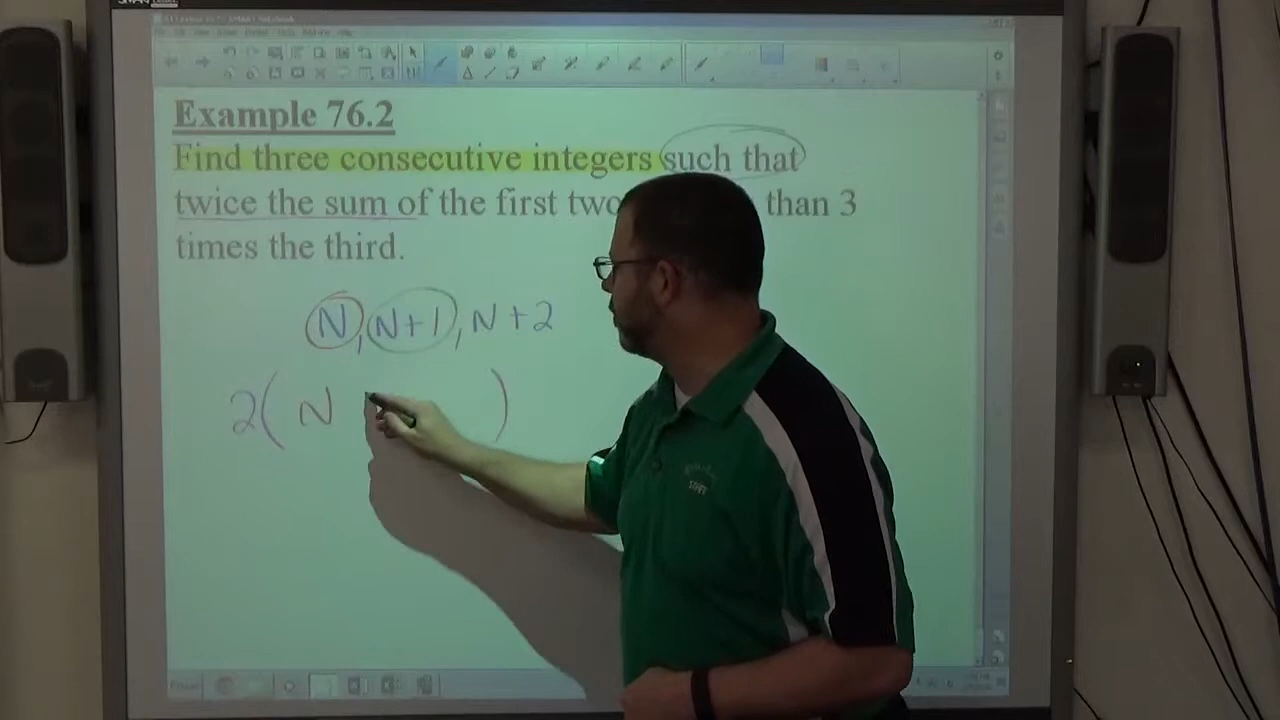 Example 76.2
Find three consecutive integers such that
twice the sum of the first two than 3
times the third.
N, N+1, N+2
2( N )